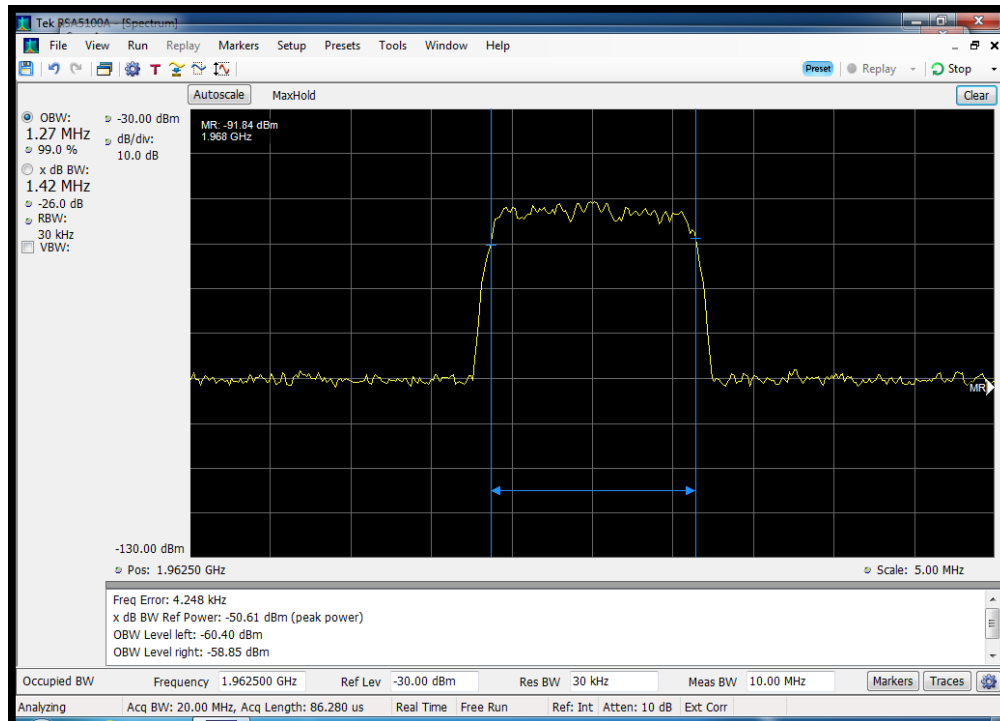 Tek RSA5100A - [Spectrum]
File View Run Replay Markers Setup Presets Tools Window Help
T Preset Replay Stop
Autoscale MaxHold Clear
OBW:
1.27 MHz
99.0 %
x dB BW:
1.42 MHz
-26.0 dB
RBW:
30 kHz
VBW:
-30.00 dBm
dB/div:
10.0 dB
MR: -91.84 dBm
1.968 GHz
MR
-130.00 dBm
Pos: 1.96250 GHz Scale: 5.00 MHz
Freq Error: 4.248 kHz
x dB BW Ref Power: -50.61 dBm (peak power)
OBW Level left: -60.40 dBm
OBW Level right: -58.85 dBm
Occupied BW Frequency 1.962500 GHz Ref Lev -30.00 dBm Res BW 30 kHz Meas BW 10.00 MHz Markers Traces
Analyzing Acq BW: 20.00 MHz, Acq Length: 86.280 us Real Time Free Run Ref: Int Atten: 10 dB Ext Corr